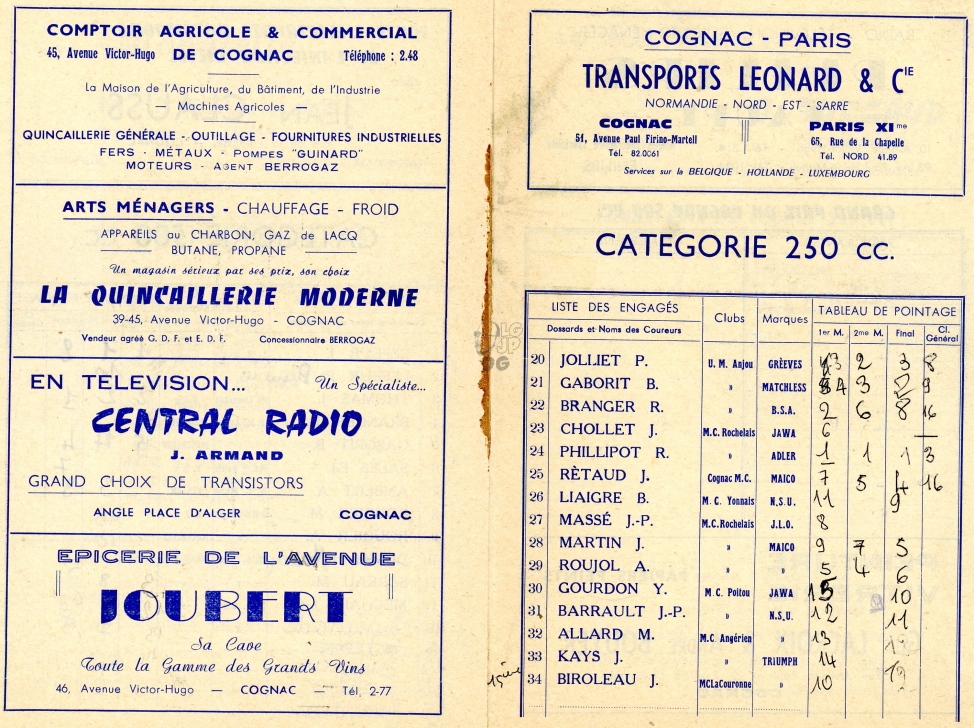 COMPTOIR AGRICOLE & COMMERCIAL
45, Avenue Victor-Hugo DE COGNAC Téléphone : 2.48
La Maison de l'Agriculture, du Bâtiment, de l'Industrie
— Machines Agricoles —
QUINCAILLERIE GÉNÉRALE - OUTILLAGE - FOURNITURES INDUSTRIELLES
FERS - MÉTAUX - POMPES "GUINARD"
MOTEURS - AGENT BERROGAZ
ARTS MÉNAGERS - CHAUFFAGE - FROID
APPAREILS au CHARBON, GAZ de LACQ
BUTANE, PROPANE
Un magasin sérieux par ses prix, son choix
LA QUINCAILLERIE MODERNE
39-45, Avenue Victor-Hugo - COGNAC
Vendeur agréé G. D. F. et E. D. F. Concessionnaire BERROGAZ
EN TELEVISION... Un Spécialiste...
CENTRAL RADIO
J. ARMAND
GRAND CHOIX DE TRANSISTORS
ANGLE PLACE D'ALGER COGNAC
EPICERIE DE L'AVENUE
JOUBERT
Sa Cave
Toute la Gamme des Grands Vins
46, Avenue Victor-Hugo — COGNAC — Tél, 2-77
COGNAC - PARIS
TRANSPORTS LEONARD & CIE
NORMANDIE - NORD - EST - SARRE
COGNAC PARIS XIme
51, Avenue Paul Firino-Martell 65, Rue de la Chapelle
Tél. 82.0061 Tél. NORD 41.89
Services sur la BELGIQUE - HOLLANDE - LUXEMBOURG
CATEGORIE 250 CC.
LISTE DES ENGAGÉS Clubs Marques TABLEAU DE POINTAGE
Dossards et Noms des Coureurs 1er M. 2me M. Final Cl. Général
20 JOLLIET P. U. M. Anjou GRÈEVES 3 2 3 8
21 GABORIT B. » MATCHLESS 4 3 2 9
22 BRANGER R. » B.S.A. 2 6 8 16
23 CHOLLET J. M.C. Rochelais JAWA 6 —
24 PHILLIPOT R. » ADLER 1 1 1 3
25 RÈTAUD J. Cognac M.C. MAICO 7 5 4 16
26 LIAIGRE B. M. C. Yonnais N.S.U. 11 9
27 MASSÉ J.-P. M.C.Rochelais J.L.O. 8
28 MARTIN J. » MAICO 9 7 5
29 ROUJOL A. » » 5 4 6
30 GOURDON Y. M. C. Poitou JAWA 15 10
31 BARRAULT J.-P. » N.S.U. 12 11
32 ALLARD M. M.C. Angérien » 13
33 KAYS J. » TRIUMPH 14
15ème 34 BIROLEAU J. MCLaCouronne » 10